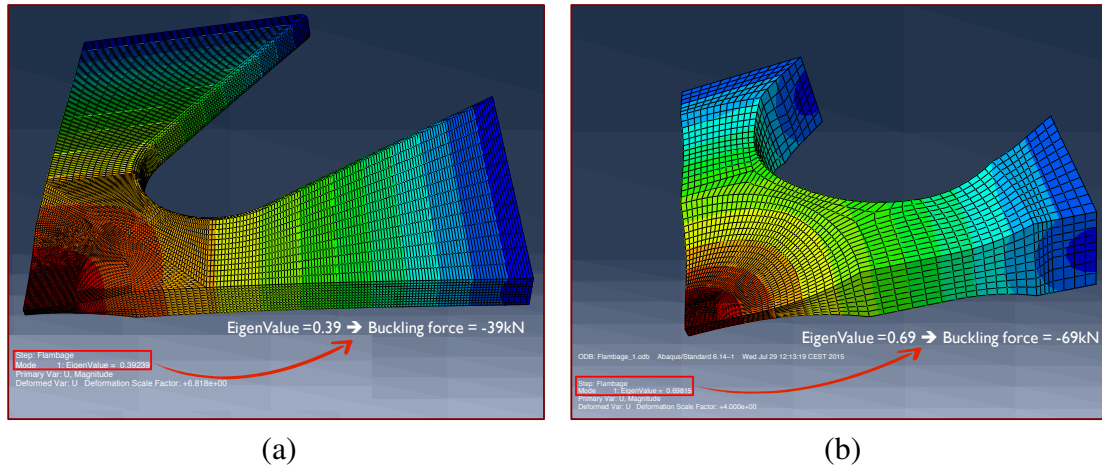 EigenValue =0.39 ➔ Buckling force = -39kN
Step: Flambage
Mode 1: EigenValue = 0.39239
Primary Var: U, Magnitude
Deformed Var: U Deformation Scale Factor: +6.818e+00
(a)
EigenValue =0.69 ➔ Buckling force = -69kN
ODB: Flambage_1.odb Abaqus/Standard 6.14-1 Wed Jul 29 12:13:19 CEST 2015
Step: Flambage
Mode 1: EigenValue = 0.69815
Primary Var: U, Magnitude
Deformed Var: U Deformation Scale Factor: +4.000e+00
(b)